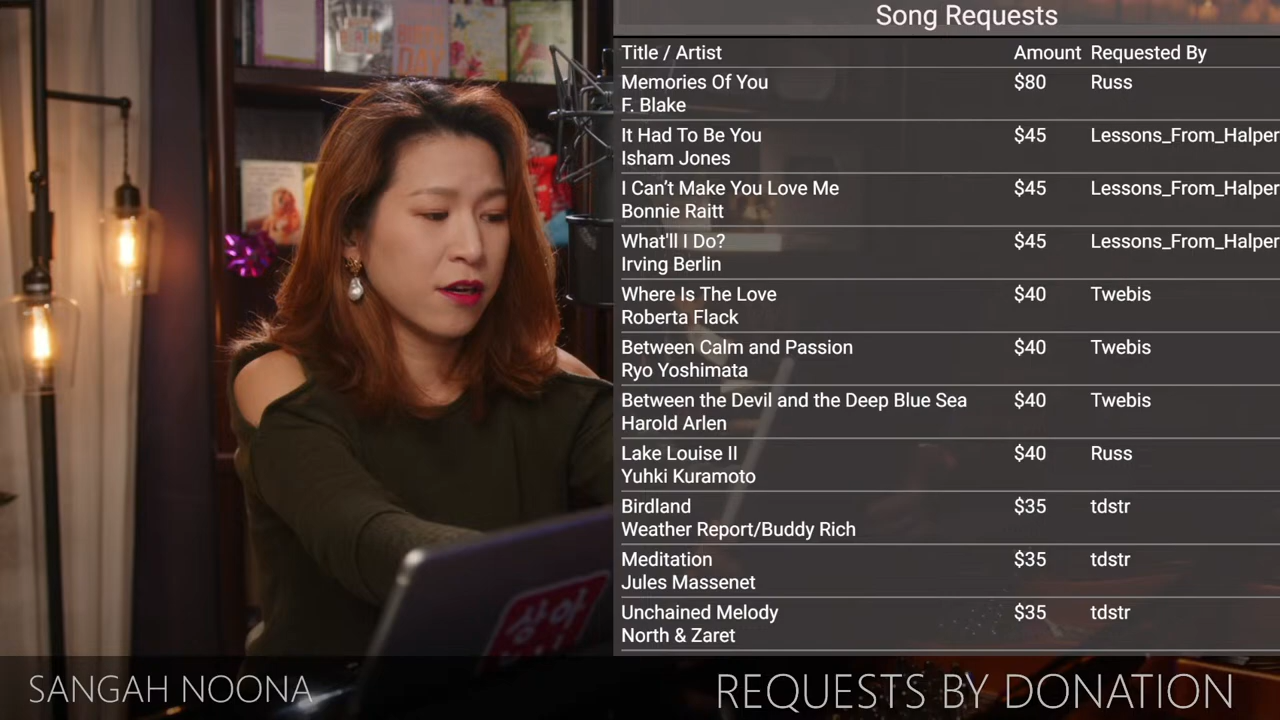 Song Requests
Title / Artist Amount Requested By
Memories Of You $80 Russ
F. Blake
It Had To Be You $45 Lessons_From_Halper
Isham Jones
I Can't Make You Love Me $45 Lessons_From_Halper
Bonnie Raitt
What'll I Do? $45 Lessons_From_Halper
Irving Berlin
Where Is The Love $40 Twebis
Roberta Flack
Between Calm and Passion $40 Twebis
Ryo Yoshimata
Between the Devil and the Deep Blue Sea $40 Twebis
Harold Arlen
Lake Louise II $40 Russ
Yuhki Kuramoto
Birdland $35 tdstr
Weather Report/Buddy Rich
Meditation $35 tdstr
Jules Massenet
Unchained Melody $35 tdstr
North & Zaret
상아
SANGAH NOONA
REQUESTS BY DONATION